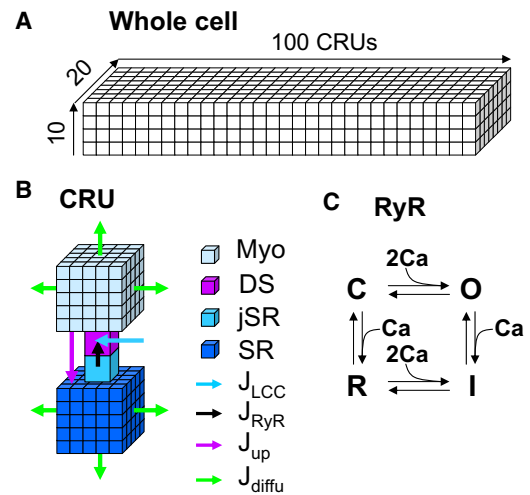 A Whole cell
100 CRUs
20
10
B CRU
Myo
DS
jSR
SR
J_LCC
J_RyR
J_up
J_diffu
C RyR
C 2Ca O
Ca Ca
R 2Ca I